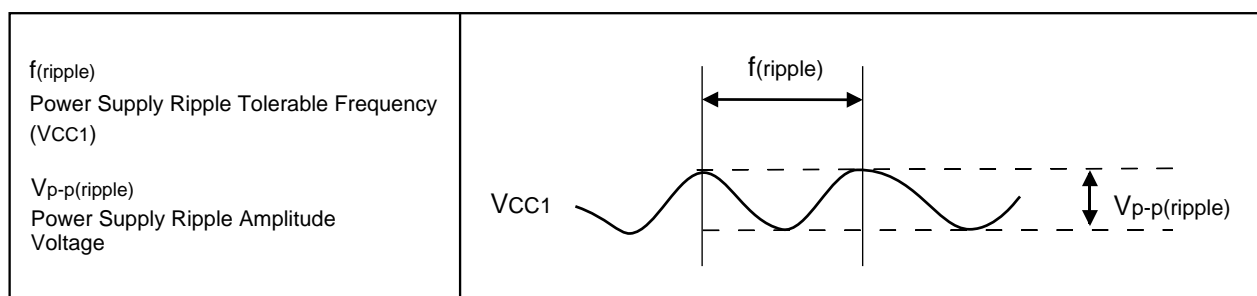 f(ripple)
Power Supply Ripple Tolerable Frequency
(VCC1)
Vp-p(ripple)
Power Supply Ripple Amplitude
Voltage
f(ripple)
VCC1
Vp-p(ripple)